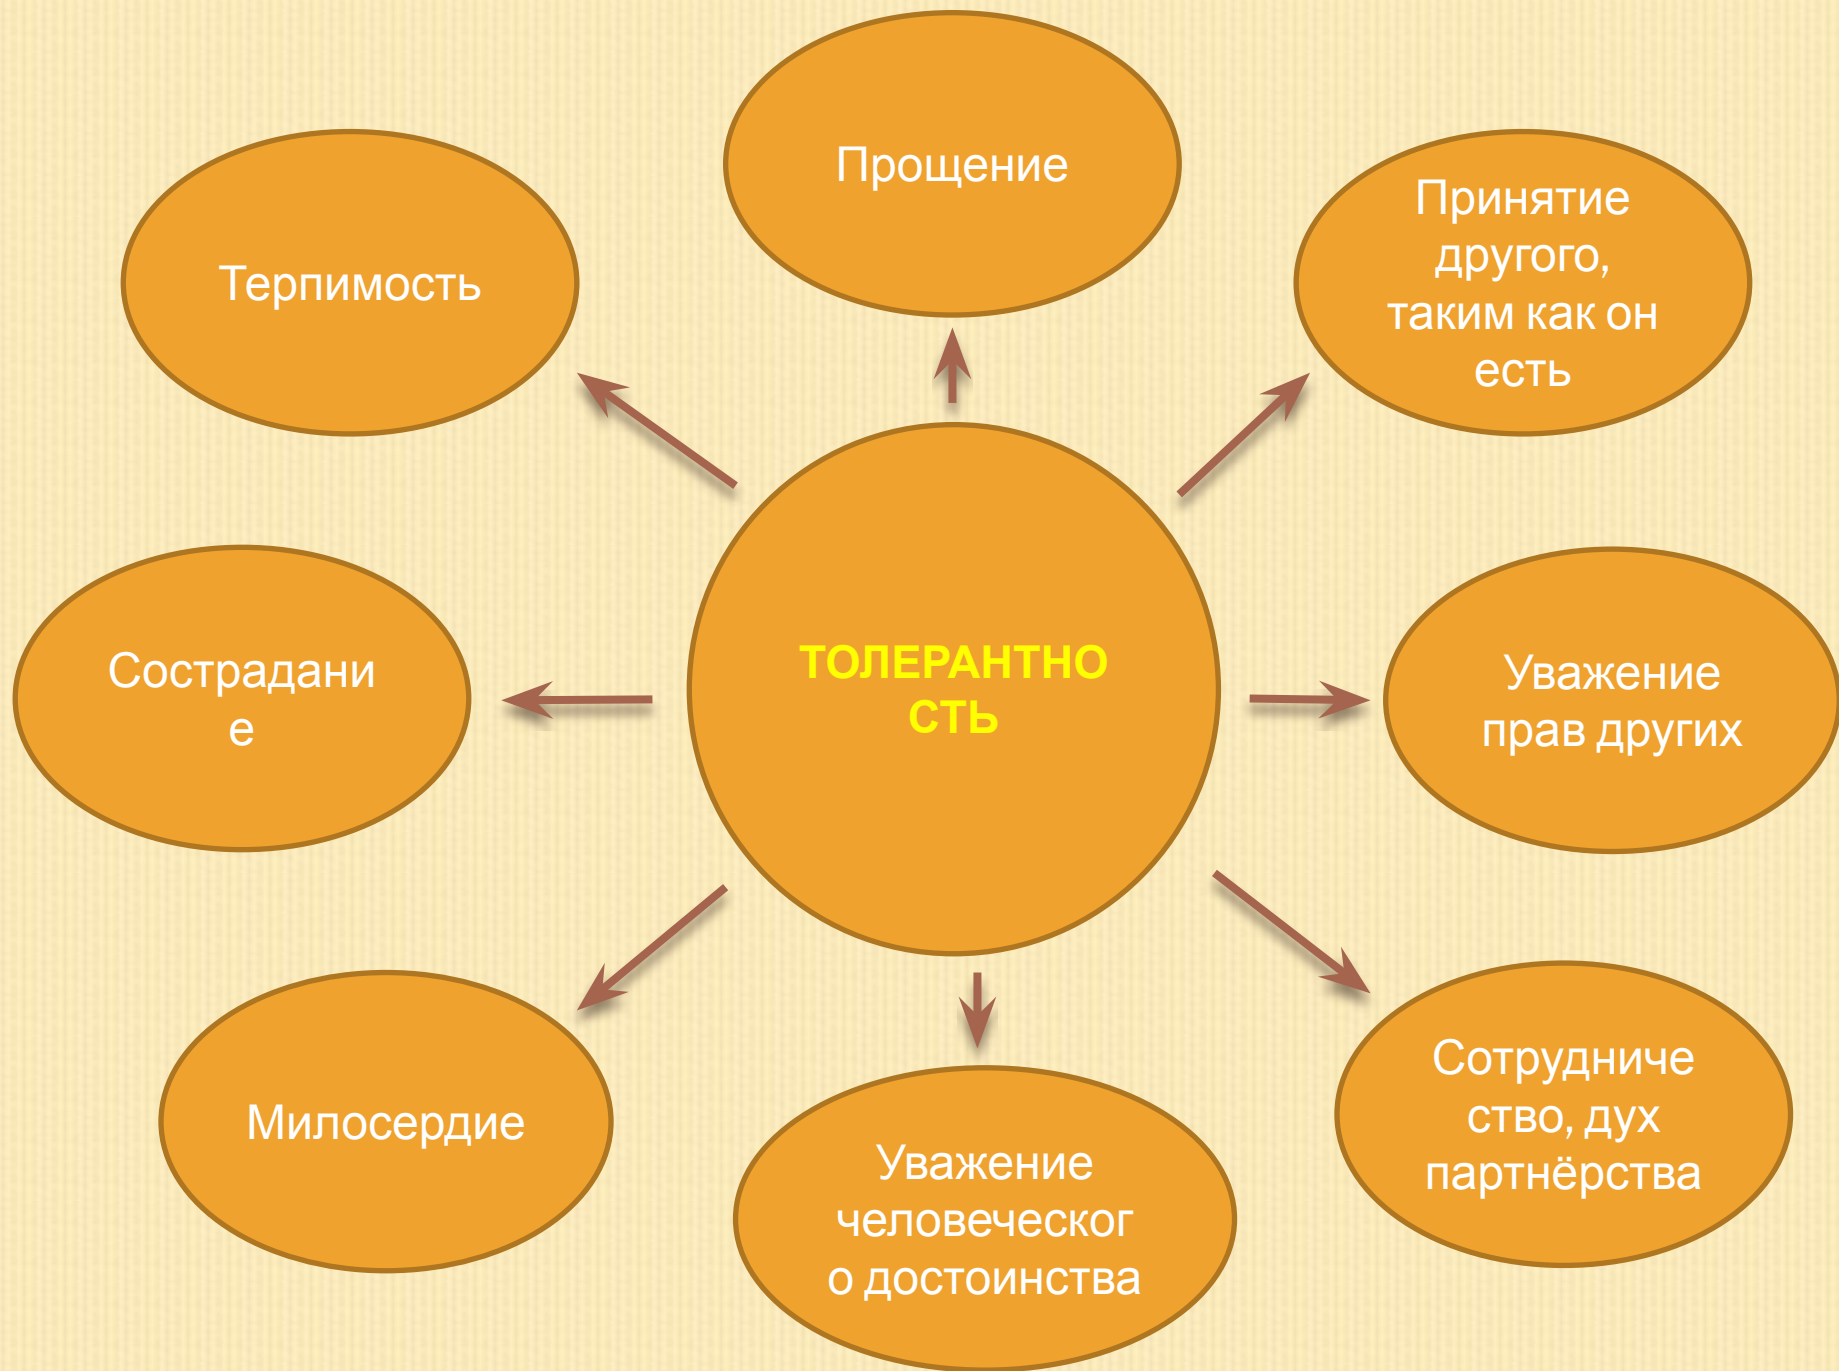 Прощение
Терпимость
Принятие
другого,
таким как он
есть
Сострадани
е
ТОЛЕРАНТНО
СТЬ
Уважение
прав других
Милосердие
Уважение
человеческог
о достоинства
Сотрудниче
ство, дух
партнёрства